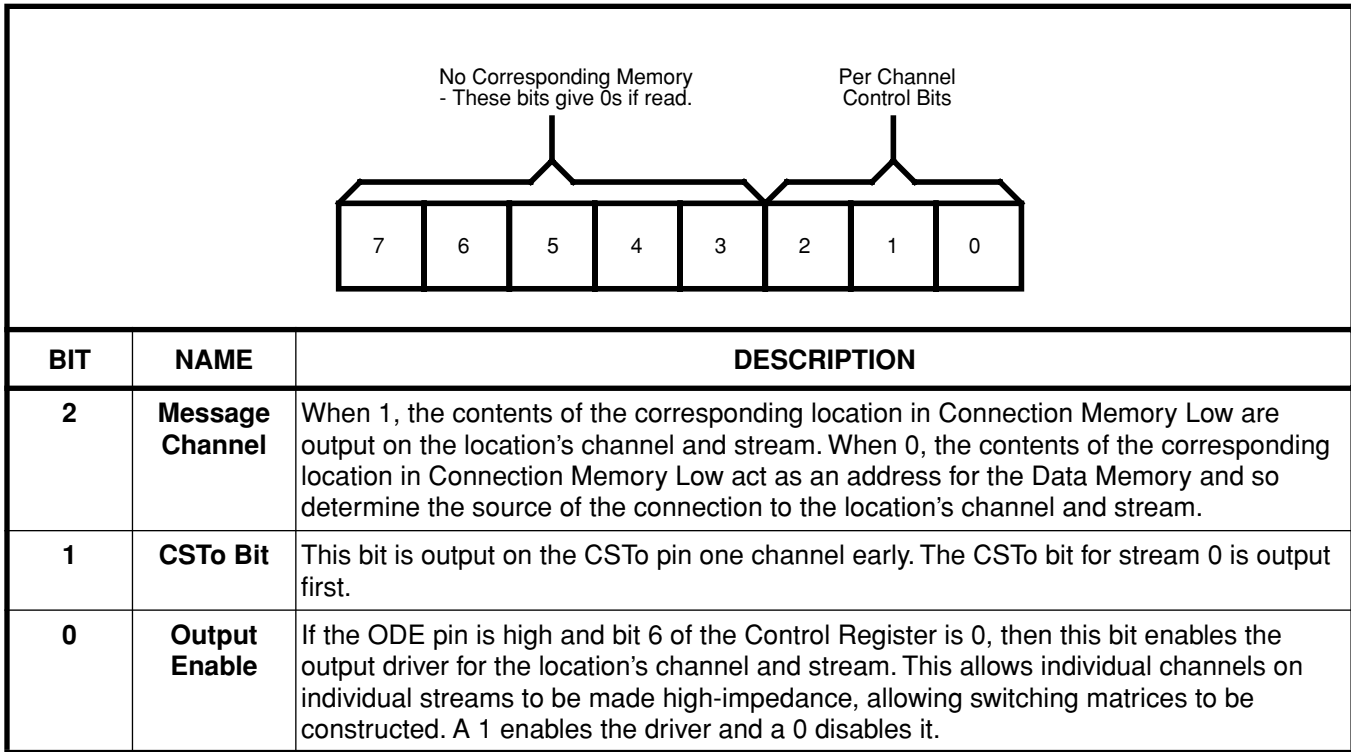 No Corresponding Memory
- These bits give 0s if read.
Per Channel
Control Bits
7 6 5 4 3 2 1 0
BIT NAME DESCRIPTION
2 Message Channel When 1, the contents of the corresponding location in Connection Memory Low are
output on the location's channel and stream. When 0, the contents of the corresponding
location in Connection Memory Low act as an address for the Data Memory and so
determine the source of the connection to the location's channel and stream.
1 CSTo Bit This bit is output on the CSTo pin one channel early. The CSTo bit for stream 0 is output
first.
0 Output Enable If the ODE pin is high and bit 6 of the Control Register is 0, then this bit enables the
output driver for the location's channel and stream. This allows individual channels on
individual streams to be made high-impedance, allowing switching matrices to be
constructed. A 1 enables the driver and a 0 disables it.